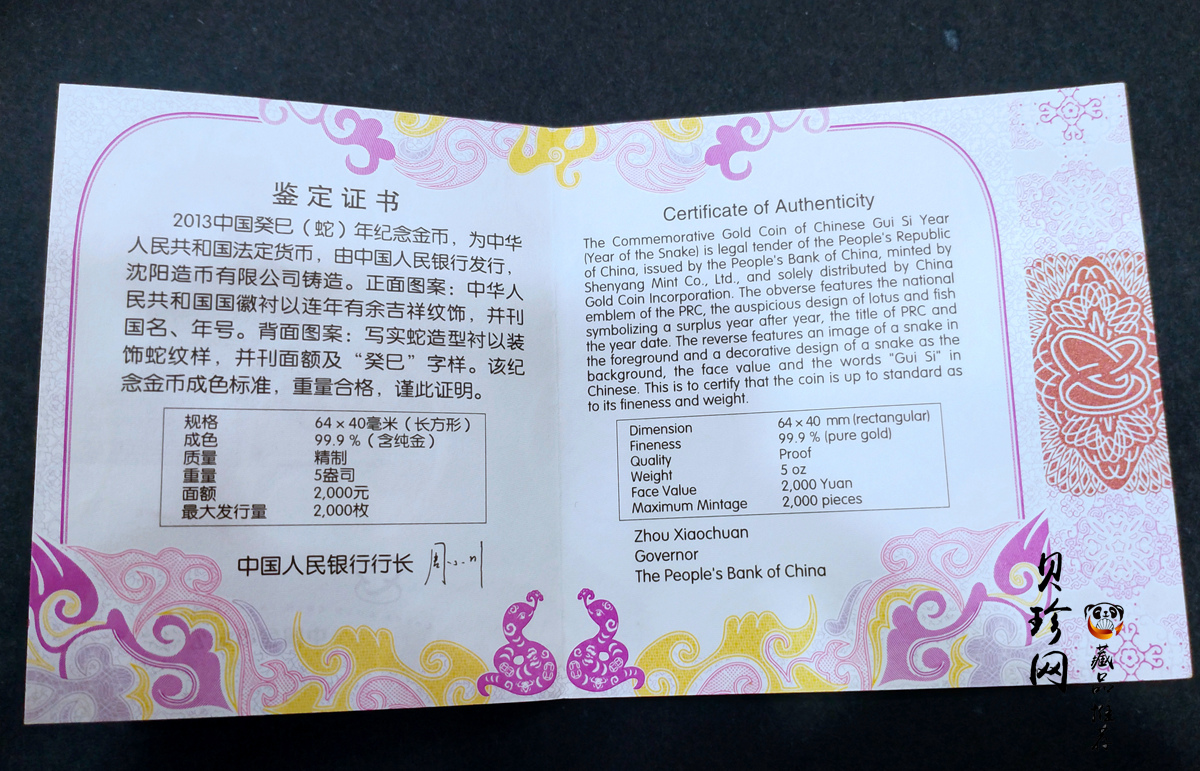 鉴定证书
2013中国癸巳（蛇）年纪念金币，为中华
人民共和国法定货币，由中国人民银行发行，
沈阳造币有限公司铸造。正面图案：中华人
民共和国国徽衬以连年有余吉祥纹饰，并刊
国名、年号。背面图案：写实蛇造型衬以装
饰蛇纹样，并刊面额及“癸巳”字样。该纪
念金币成色标准，重量合格，谨此证明。
规格 64×40毫米（长方形）
成色 99.9％（含纯金）
质量 精制
重量 5盎司
面额 2,000元
最大发行量 2,000枚
中国人民银行行长 周小川
Certificate of Authenticity
The Commemorative Gold Coin of Chinese Gui Si Year
(Year of the Snake) is legal tender of the People's Republic
of China, issued by the People's Bank of China, minted by
Shenyang Mint Co., Ltd., and solely distributed by China
Gold Coin Incorporation. The obverse features the national
emblem of the PRC, the auspicious design of lotus and fish
symbolizing a surplus year after year, the title of PRC and
the year date. The reverse features an image of a snake in
the foreground and a decorative design of a snake as the
background, the face value and the words "Gui Si" in
Chinese. This is to certify that the coin is up to standard as
to its fineness and weight.
Dimension 64×40 mm (rectangular)
Fineness 99.9 % (pure gold)
Quality Proof
Weight 5 oz
Face Value 2,000 Yuan
Maximum Mintage 2,000 pieces
Zhou Xiaochuan
Governor
The People's Bank of China
贝珍网
藏品